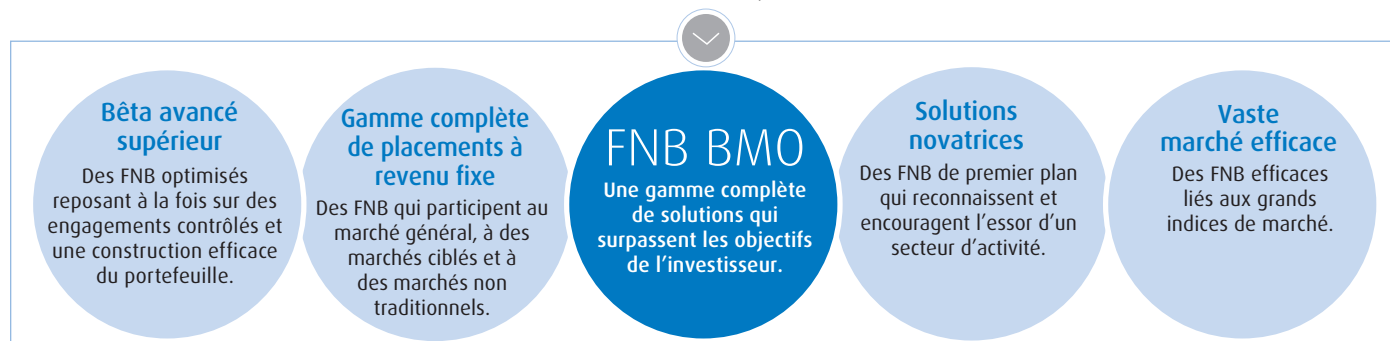 Bêta avancé
supérieur
Des FNB optimisés
reposant à la fois sur des
engagements contrôlés et
une construction efficace
du portefeuille.
Gamme complète
de placements à
revenu fixe
Des FNB qui participent au
marché général, à des
marchés ciblés et à
des marchés non
traditionnels.
FNB BMO
Une gamme complète
de solutions qui
surpassent les objectifs
de l’investisseur.
Solutions
novatrices
Des FNB de premier plan
qui reconnaissent et
encouragent l’essor d’un
secteur d’activité.
Vaste
marché efficace
Des FNB efficaces
liés aux grands
indices de marché.